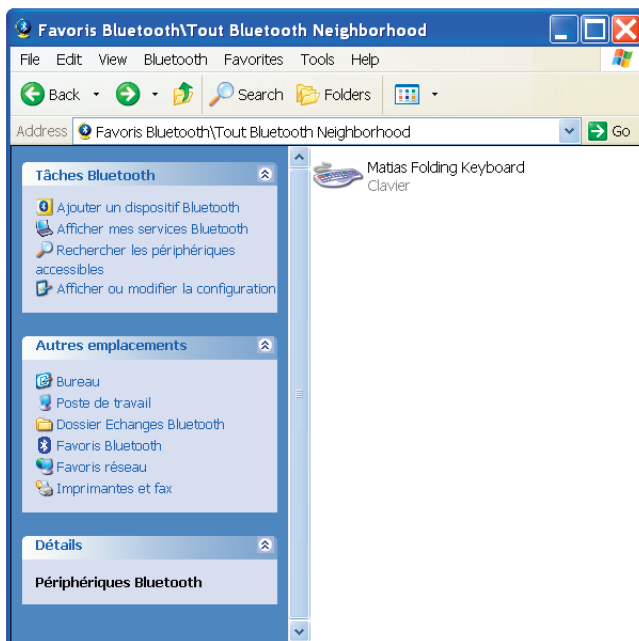 Favoris Bluetooth\Tout Bluetooth Neighborhood
File Edit View Bluetooth Favorites Tools Help
Back Search Folders
Address Favoris Bluetooth\Tout Bluetooth Neighborhood Go
Tâches Bluetooth
Ajouter un dispositif Bluetooth
Afficher mes services Bluetooth
Rechercher les périphériques
accessibles
Afficher ou modifier la configuration
Autres emplacements
Bureau
Poste de travail
Dossier Echanges Bluetooth
Favoris Bluetooth
Favoris réseau
Imprimantes et fax
Détails
Périphériques Bluetooth
Matias Folding Keyboard
Clavier